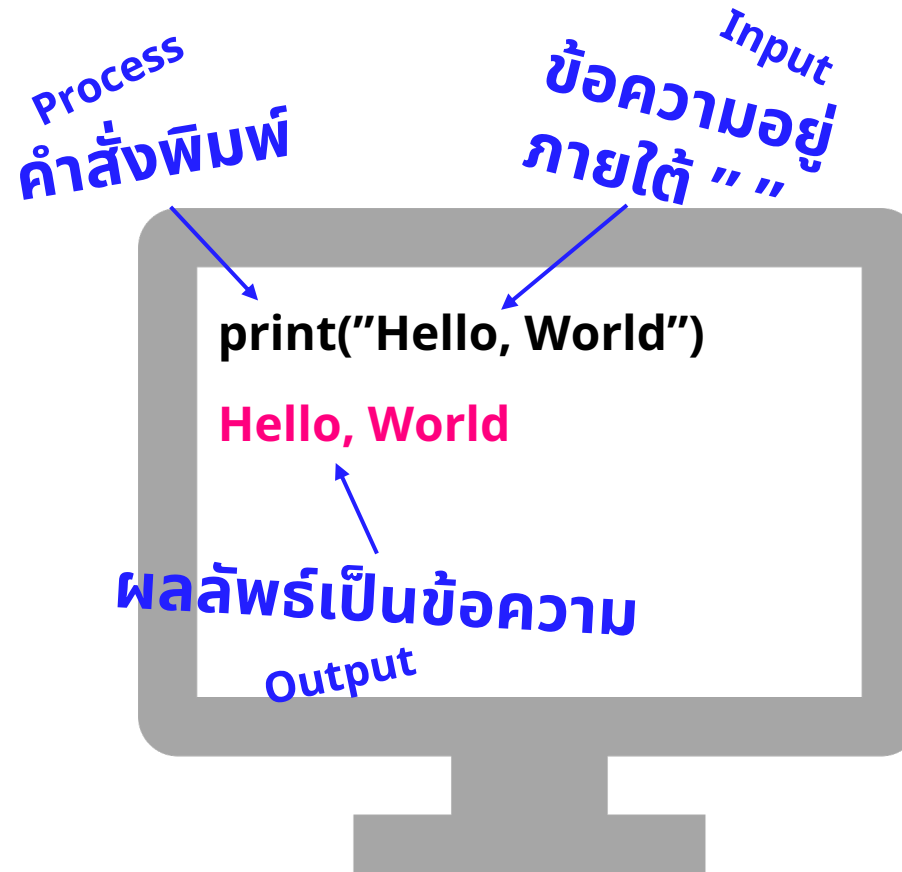 Process
คำสั่งพิมพ์
Input
ข้อความอยู่
ภายใต้ ” ”
print(”Hello, World”)
Hello, World
ผลลัพธ์เป็นข้อความ
Output